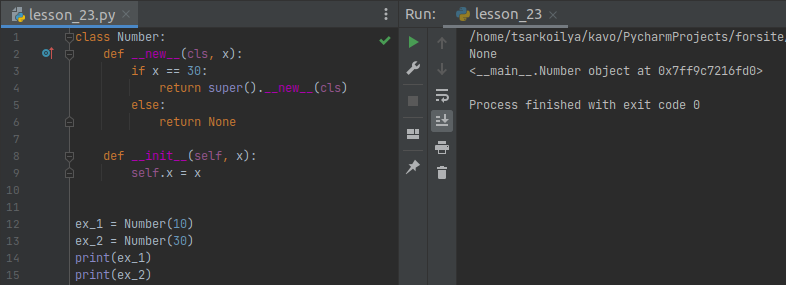 lesson_23.py
1 class Number:
2     def __new__(cls, x):
3         if x == 30:
4             return super().__new__(cls)
5         else:
6             return None
7
8     def __init__(self, x):
9         self.x = x
10
11
12 ex_1 = Number(10)
13 ex_2 = Number(30)
14 print(ex_1)
15 print(ex_2)
Run: lesson_23
/home/tsarkoilya/kavo/PycharmProjects/forsite/
None
<__main__.Number object at 0x7ff9c7216fd0>
Process finished with exit code 0